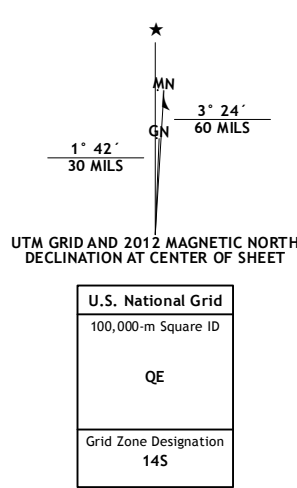 ★
MN
3° 24´
60 MILS
GN
1° 42´
30 MILS
UTM GRID AND 2012 MAGNETIC NORTH
DECLINATION AT CENTER OF SHEET
U.S. National Grid
100,000-m Square ID
QE
Grid Zone Designation
14S